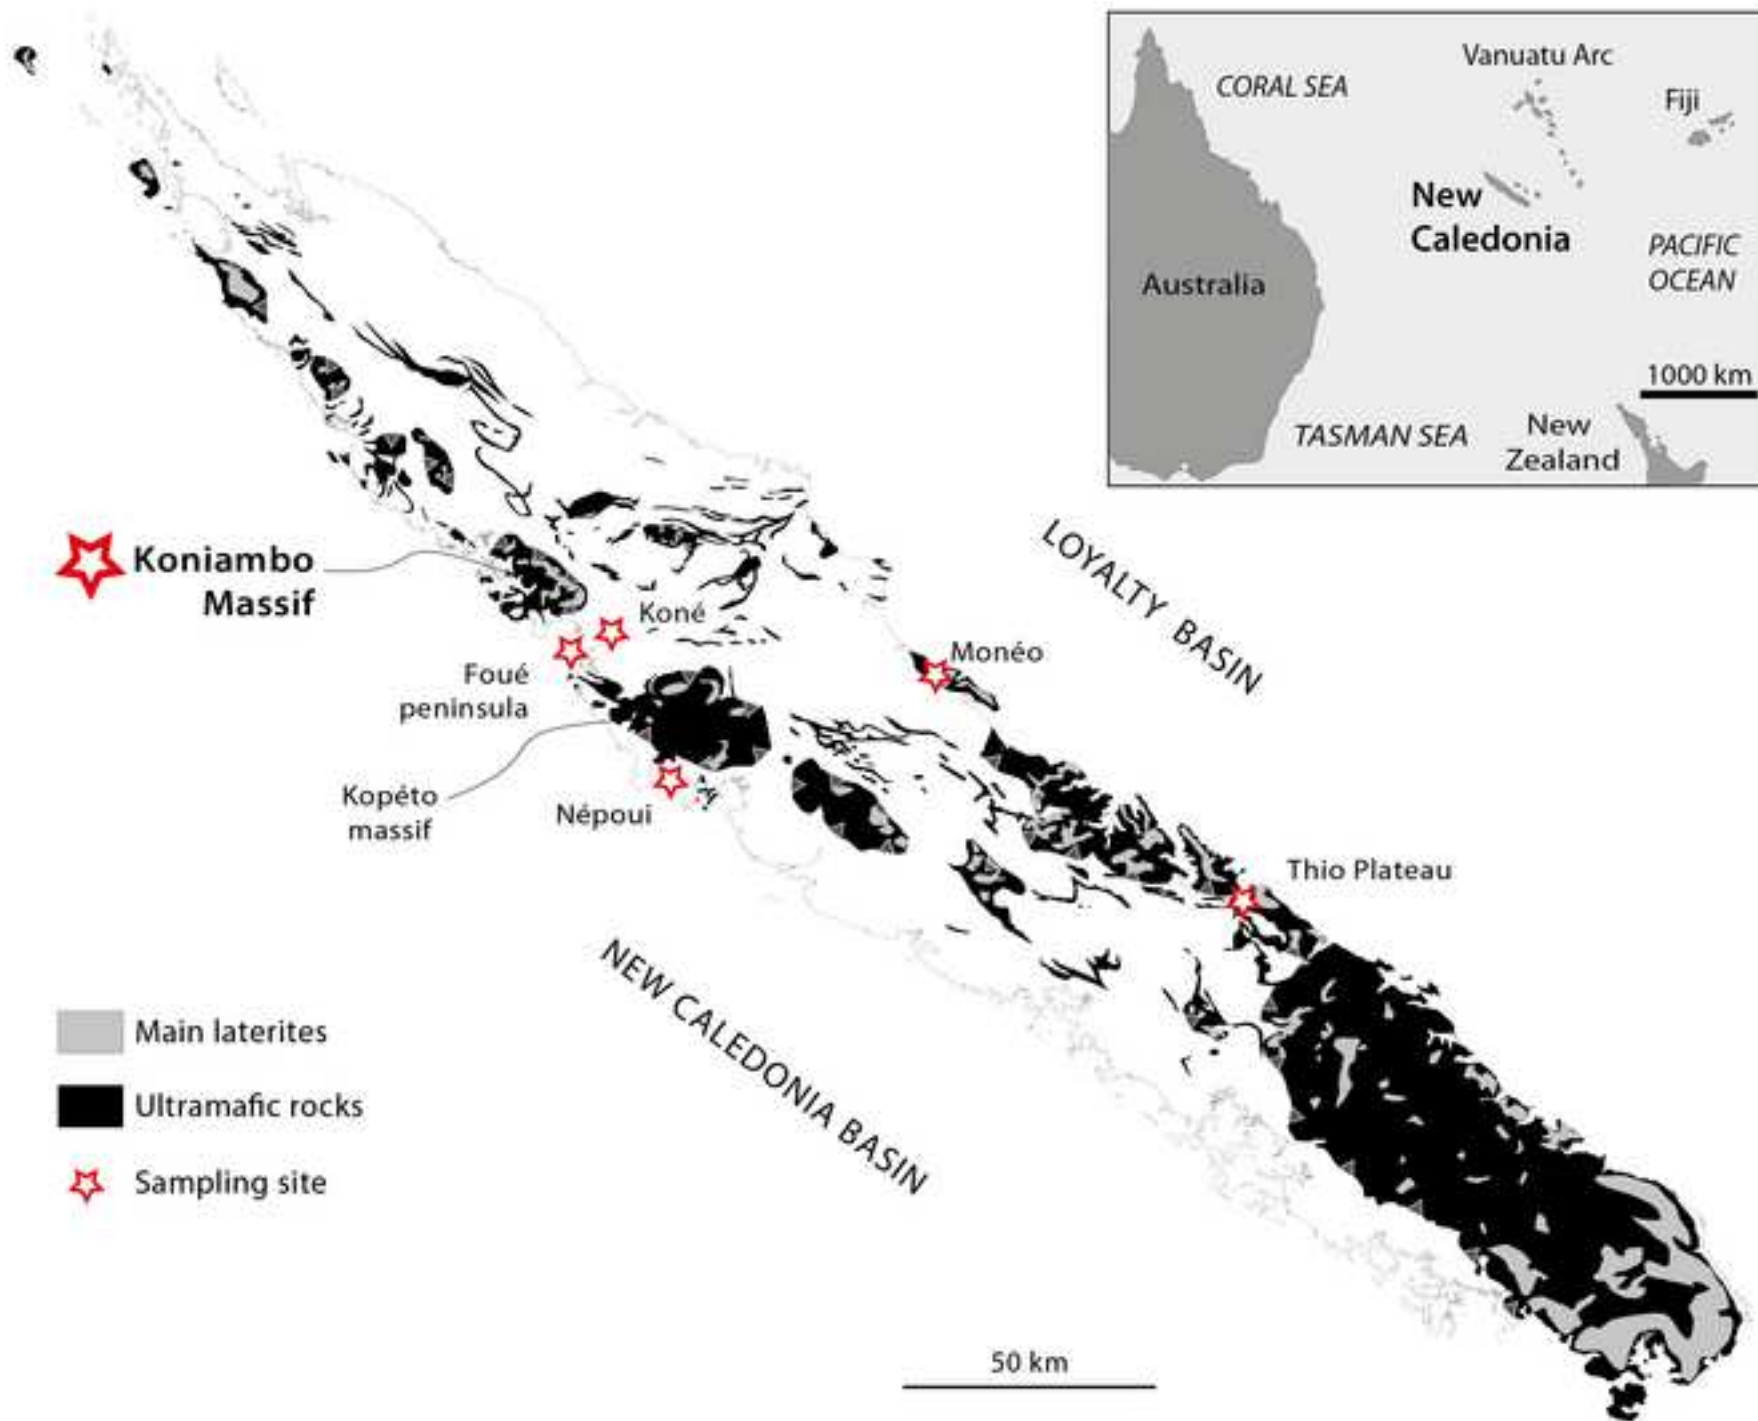 Vanuatu Arc
CORAL SEA
Fiji
New
Caledonia
PACIFIC
OCEAN
Australia
1000 km
TASMAN SEA
New
Zealand
LOYALTY BASIN
Koniambo
Massif
Koné
Monéo
Foué
peninsula
Kopéto
massif
Népoui
Thio Plateau
NEW CALEDONIA BASIN
Main laterites
Ultramafic rocks
Sampling site
50 km